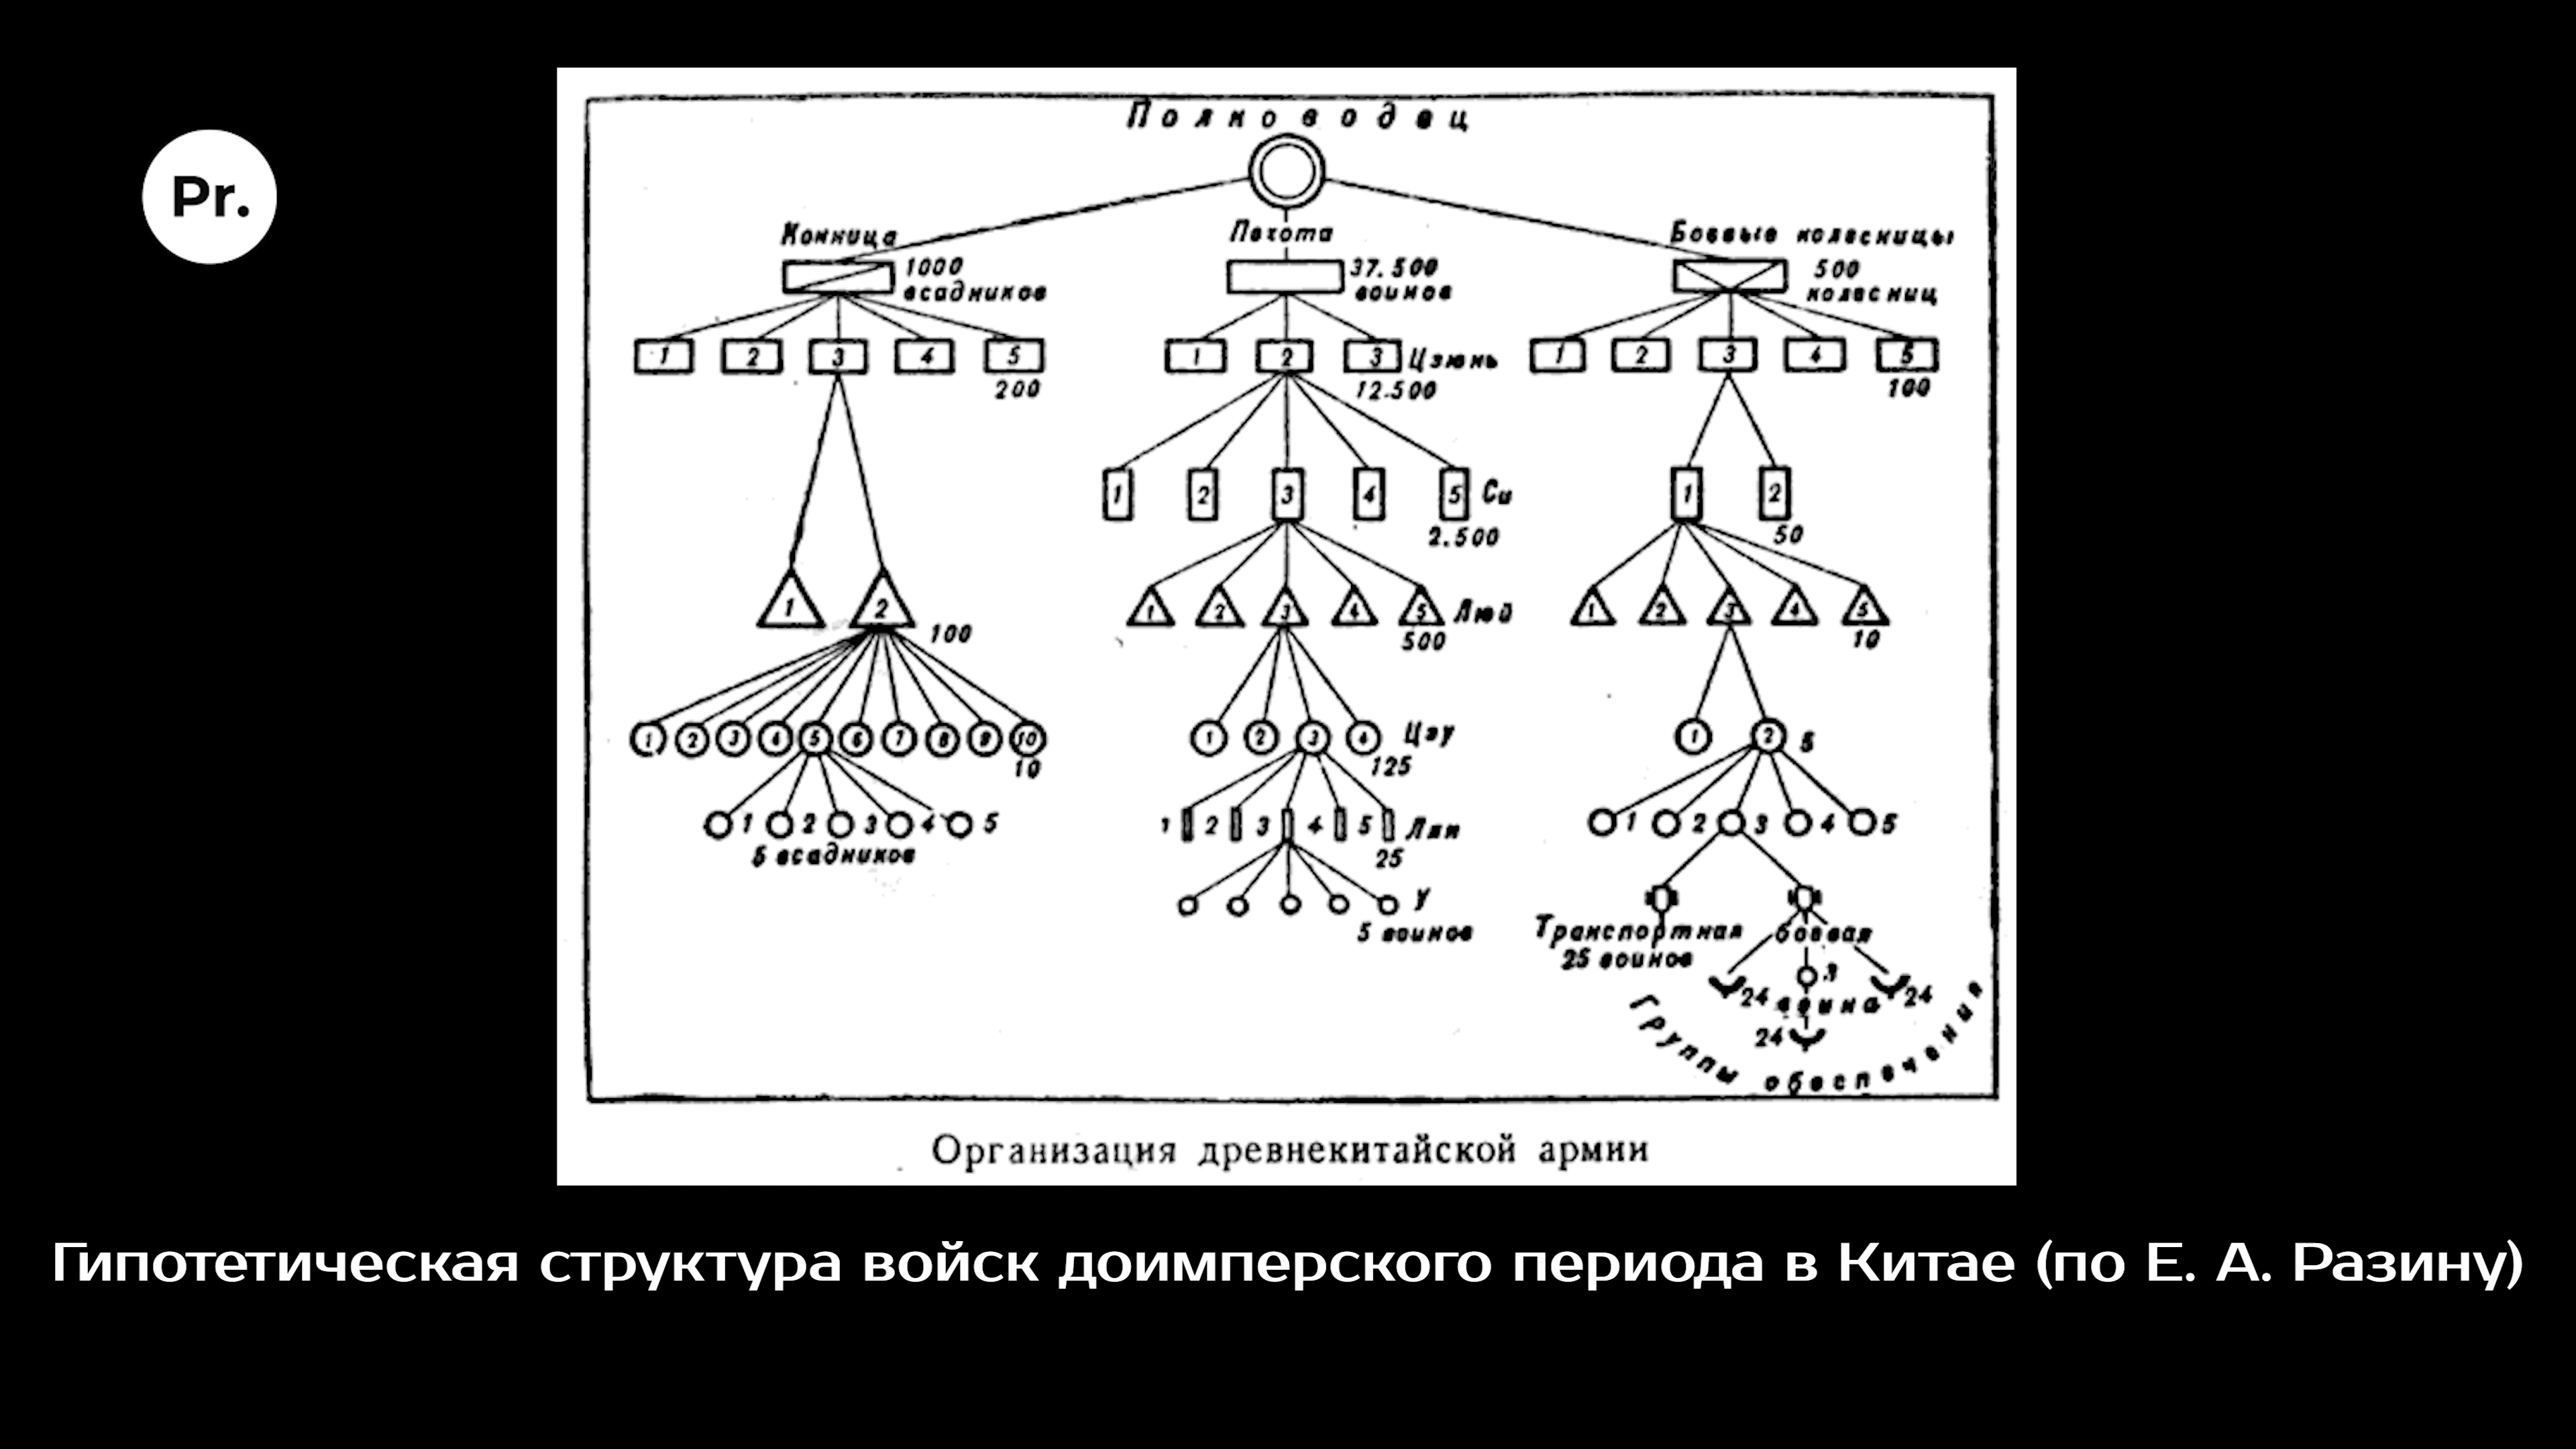 Pr.
Полководец
Конница
Пехота
Боевые колесницы
1000 всадников
37.500 воинов
500 колесниц
1 2 3 4 5
200
1 2 3 Цзюнь
12.500
1 2 3 4 5
100
1 2 3 4 5 Си
2.500
1 2
50
1 2
100
1 2 3 4 5 Люй
500
1 2 3 4 5
10
1 2 3 4 5 6 7 8 9 10
10
1 2 3 4 Цзу
125
1 2
5
1 2 3 4 5
5 всадников
1 2 3 4 5 Лян
25
1 2 3 4 5
У
5 воинов
Транспортная
25 воинов
боевая
3 воина
24
24
24
Группы обеспечения
Организация древнекитайской армии
Гипотетическая структура войск доимперского периода в Китае (по Е. А. Разину)